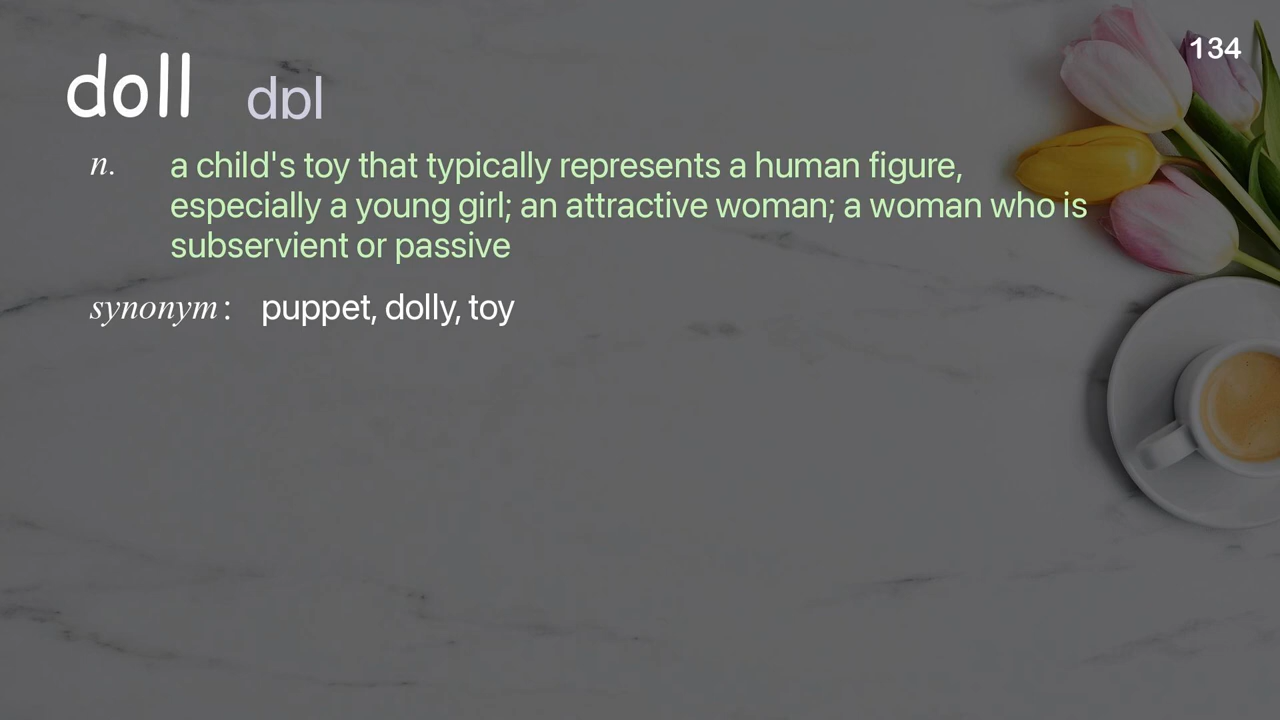 134
doll dɒl
n. a child's toy that typically represents a human figure,
especially a young girl; an attractive woman; a woman who is
subservient or passive
synonym: puppet, dolly, toy